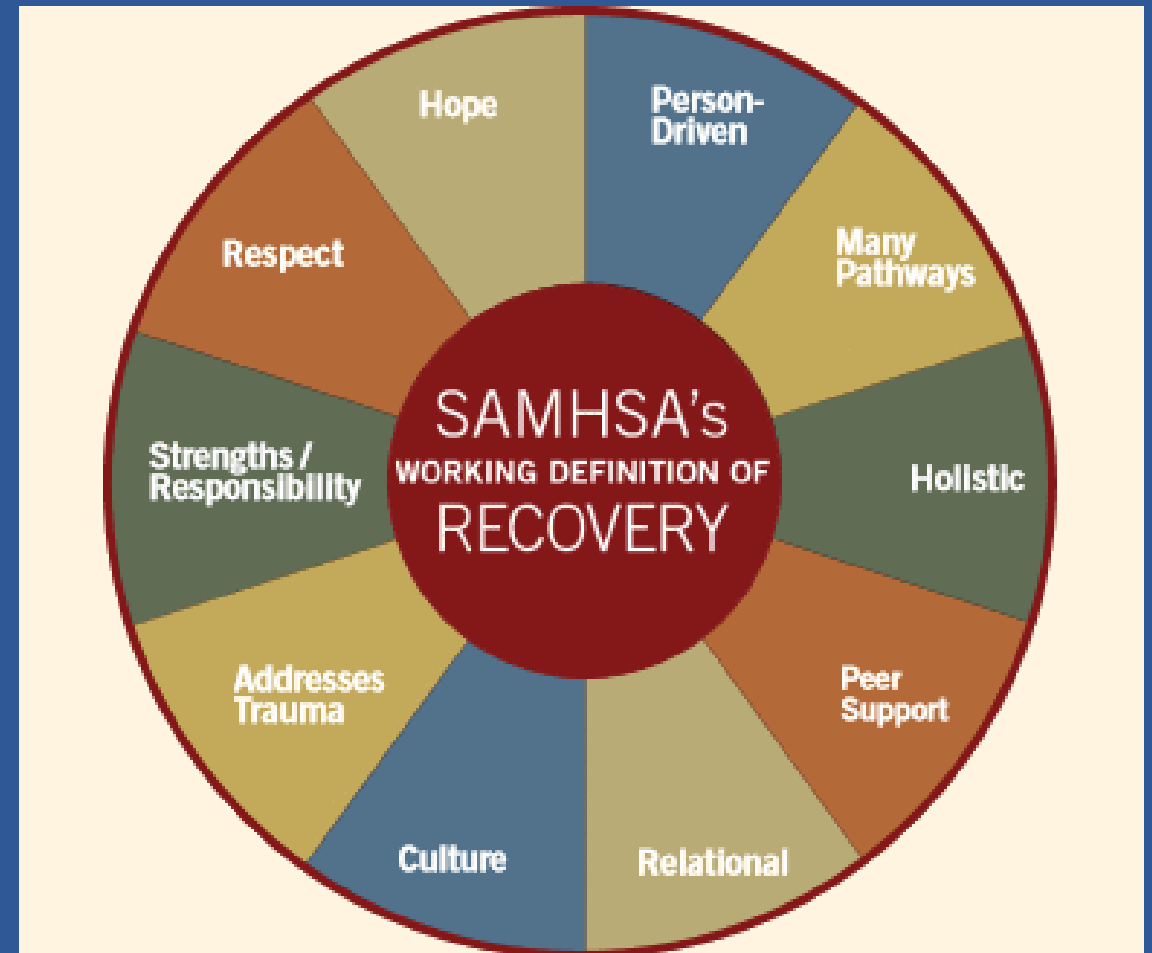 Hope
Person-
Driven
Many
Pathways
Holistic
Peer
Support
Relational
Culture
Addresses
Trauma
Strengths /
Responsibility
Respect
SAMHSA's
WORKING DEFINITION OF
RECOVERY